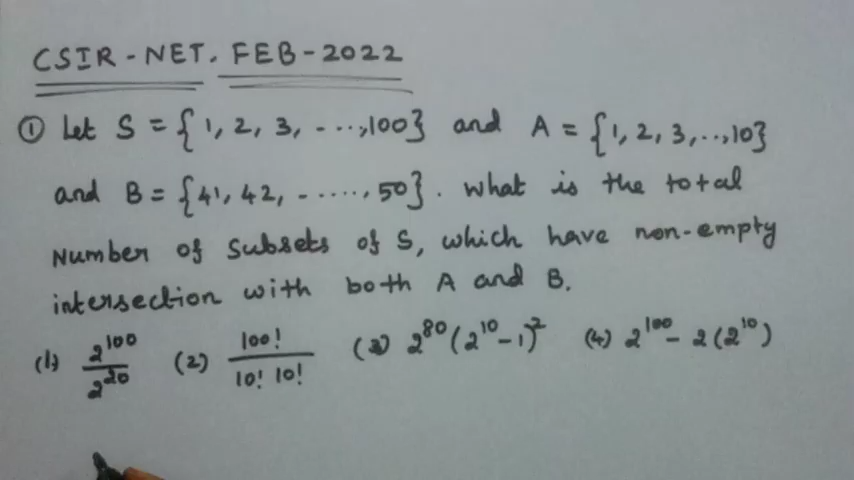 CSIR-NET. FEB-2022
① Let S = {1, 2, 3, ----,100} and A = {1, 2, 3,..,10}
and B = {41, 42, ------, 50}. What is the total
Number of Subsets of S, which have non-empty
intersection with both A and B.
(1) 2^100/2^20 (2) 100!/10! 10! (3) 2^80 (2^10 - 1)^2 (4) 2^100 - 2(2^10)